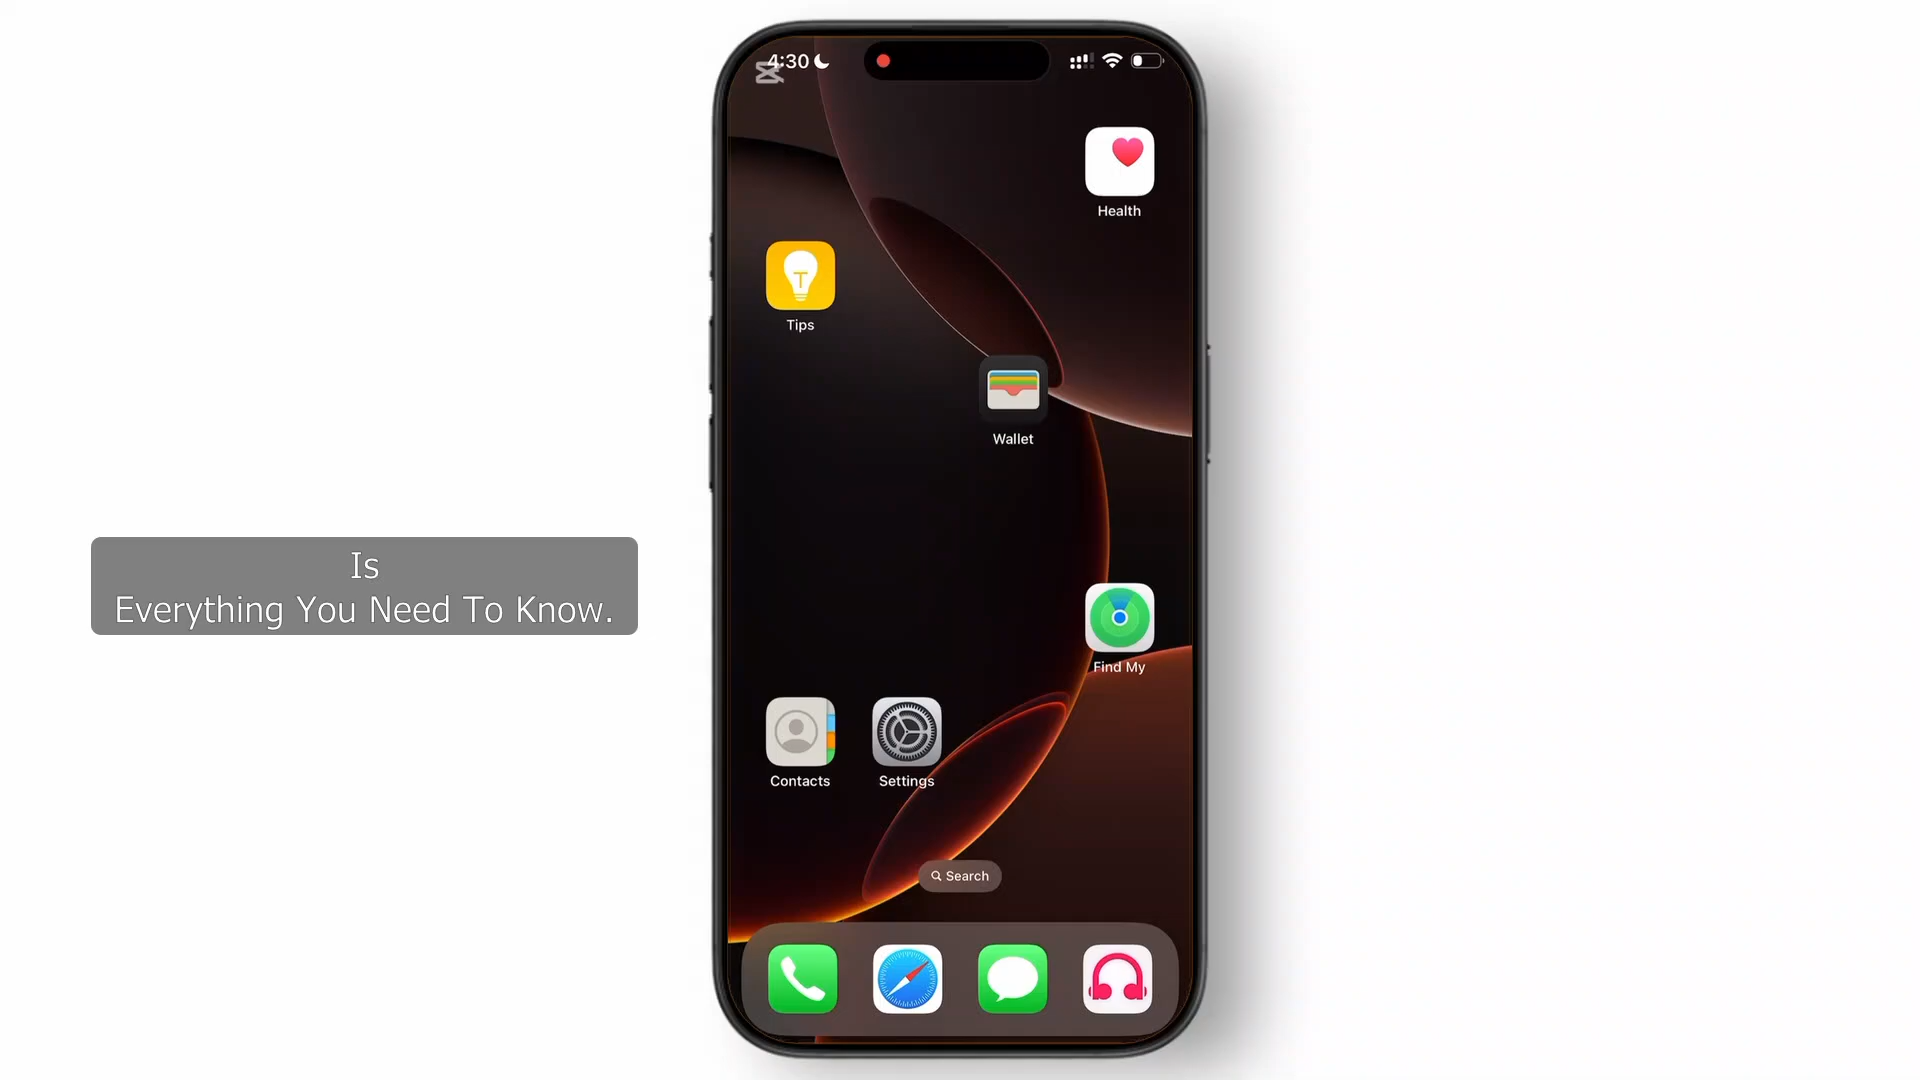 4:30
Health
Tips
T
Wallet
Is
Everything You Need To Know.
Find My
Contacts
Settings
Search